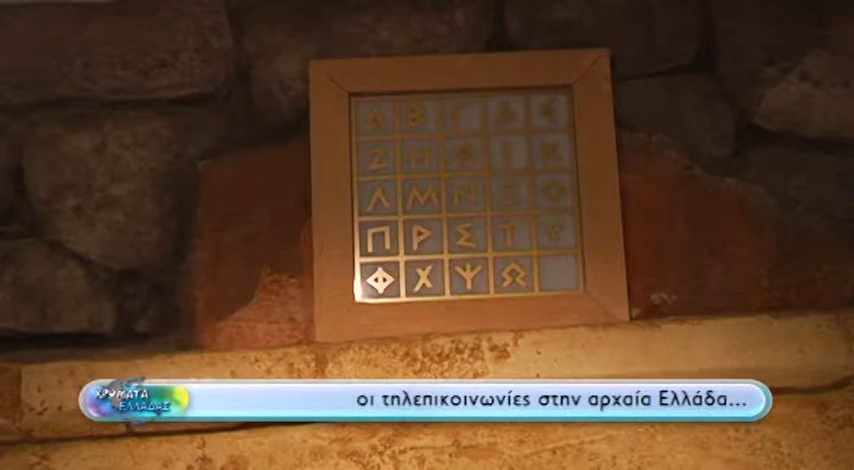 Α Β Γ Δ Ε
Ζ Η Θ Ι Κ
Λ Μ Ν Ξ Ο
Π Ρ Σ Τ Υ
Φ Χ Ψ Ω
ΧΡΩΜΑΤΑ
ΕΛΛΑΔΑΣ
οι τηλεπικοινωνίες στην αρχαία Ελλάδα...